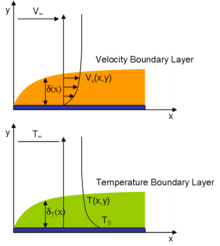 y
V∞
Velocity Boundary Layer
Vₓ(x,y)
δ(x)
x
y
T∞
Temperature Boundary Layer
T(x,y)
δT(x)
TS
x